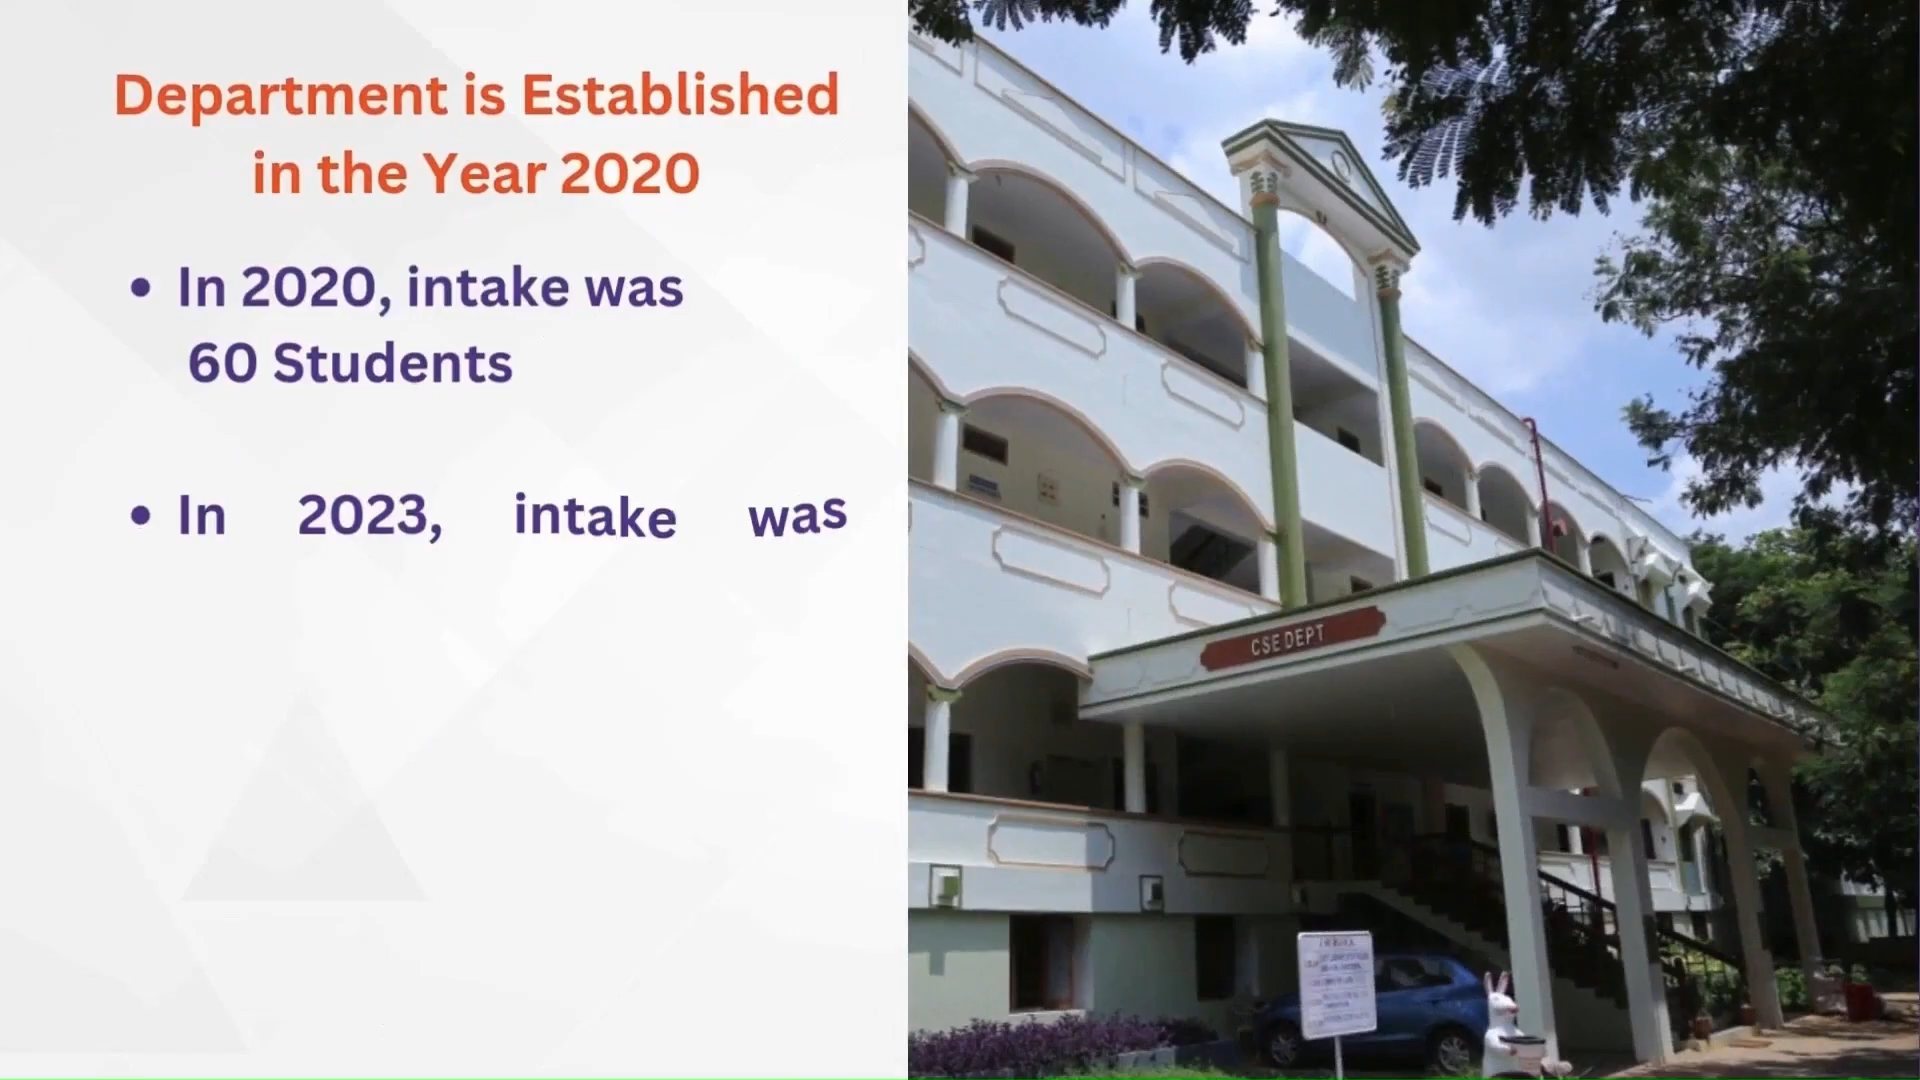 Department is Established
in the Year 2020
• In 2020, intake was
60 Students
• In 2023, intake was
CSE DEPT